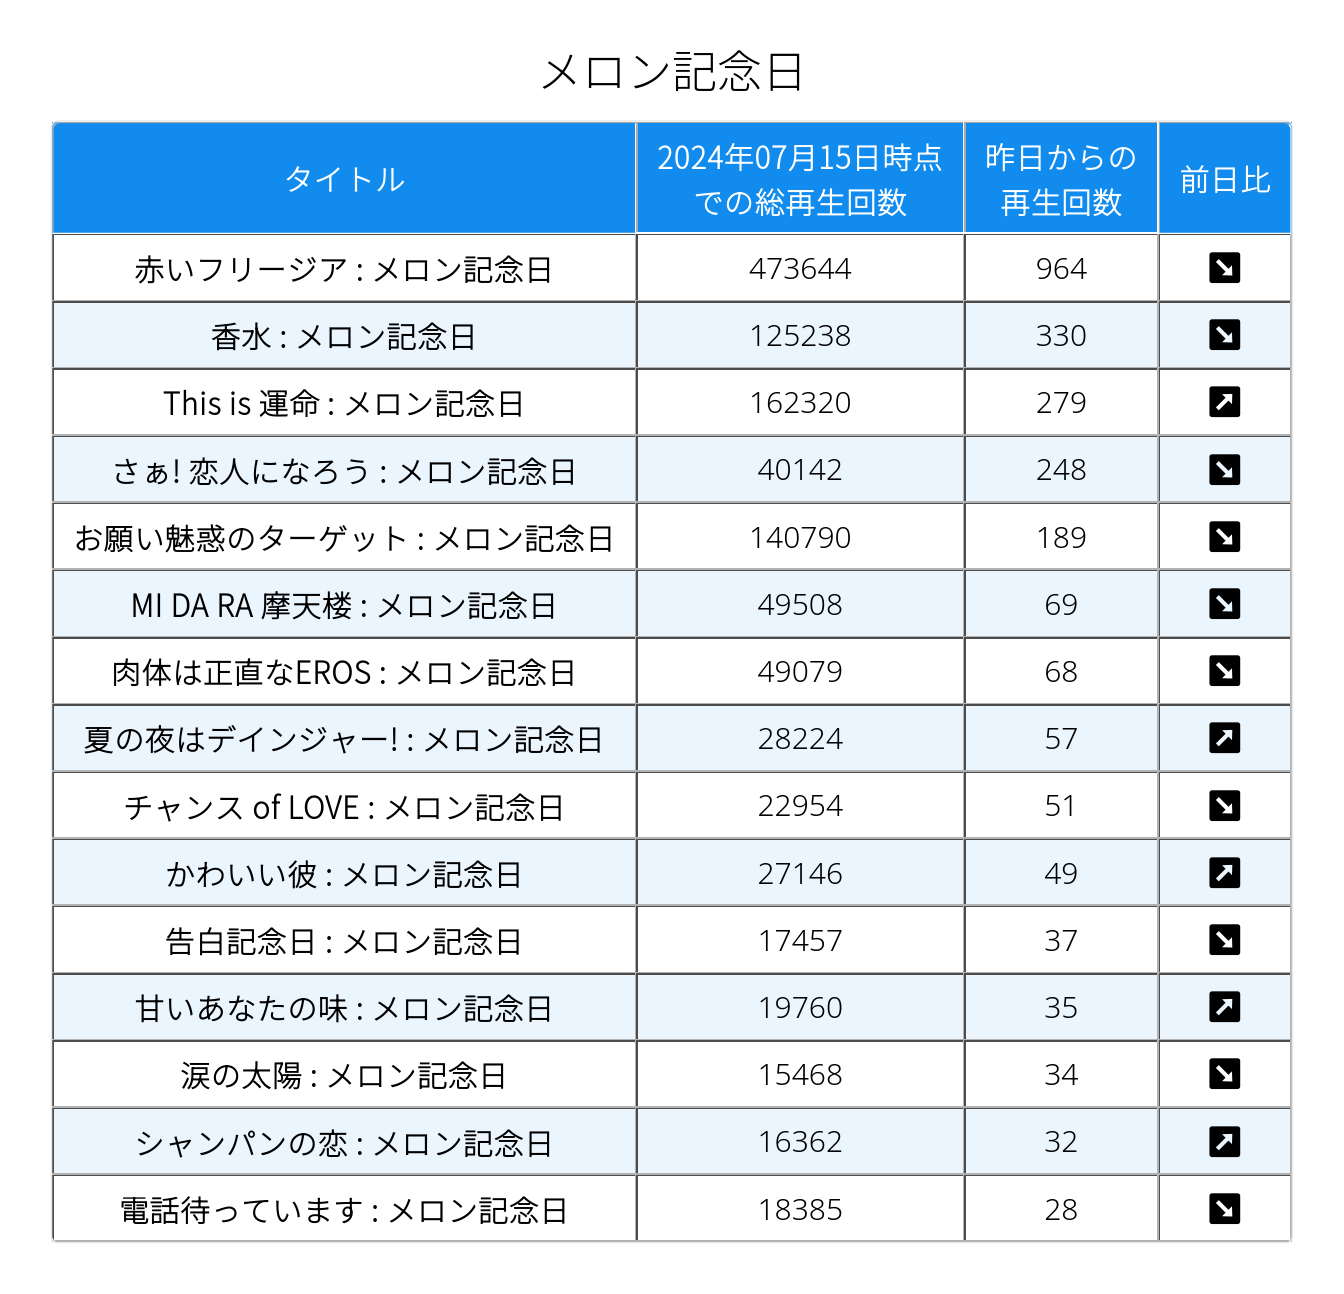 メロン記念日
タイトル 2024年07月15日時点での総再生回数 昨日からの再生回数 前日比
赤いフリージア : メロン記念日 473644 964 ↘
香水 : メロン記念日 125238 330 ↘
This is 運命 : メロン記念日 162320 279 ↗
さぁ! 恋人になろう : メロン記念日 40142 248 ↘
お願い魅惑のターゲット : メロン記念日 140790 189 ↘
MI DA RA 摩天楼 : メロン記念日 49508 69 ↘
肉体は正直なEROS : メロン記念日 49079 68 ↘
夏の夜はデインジャー! : メロン記念日 28224 57 ↗
チャンス of LOVE : メロン記念日 22954 51 ↘
かわいい彼 : メロン記念日 27146 49 ↗
告白記念日 : メロン記念日 17457 37 ↘
甘いあなたの味 : メロン記念日 19760 35 ↗
涙の太陽 : メロン記念日 15468 34 ↘
シャンパンの恋 : メロン記念日 16362 32 ↗
電話待っています : メロン記念日 18385 28 ↘